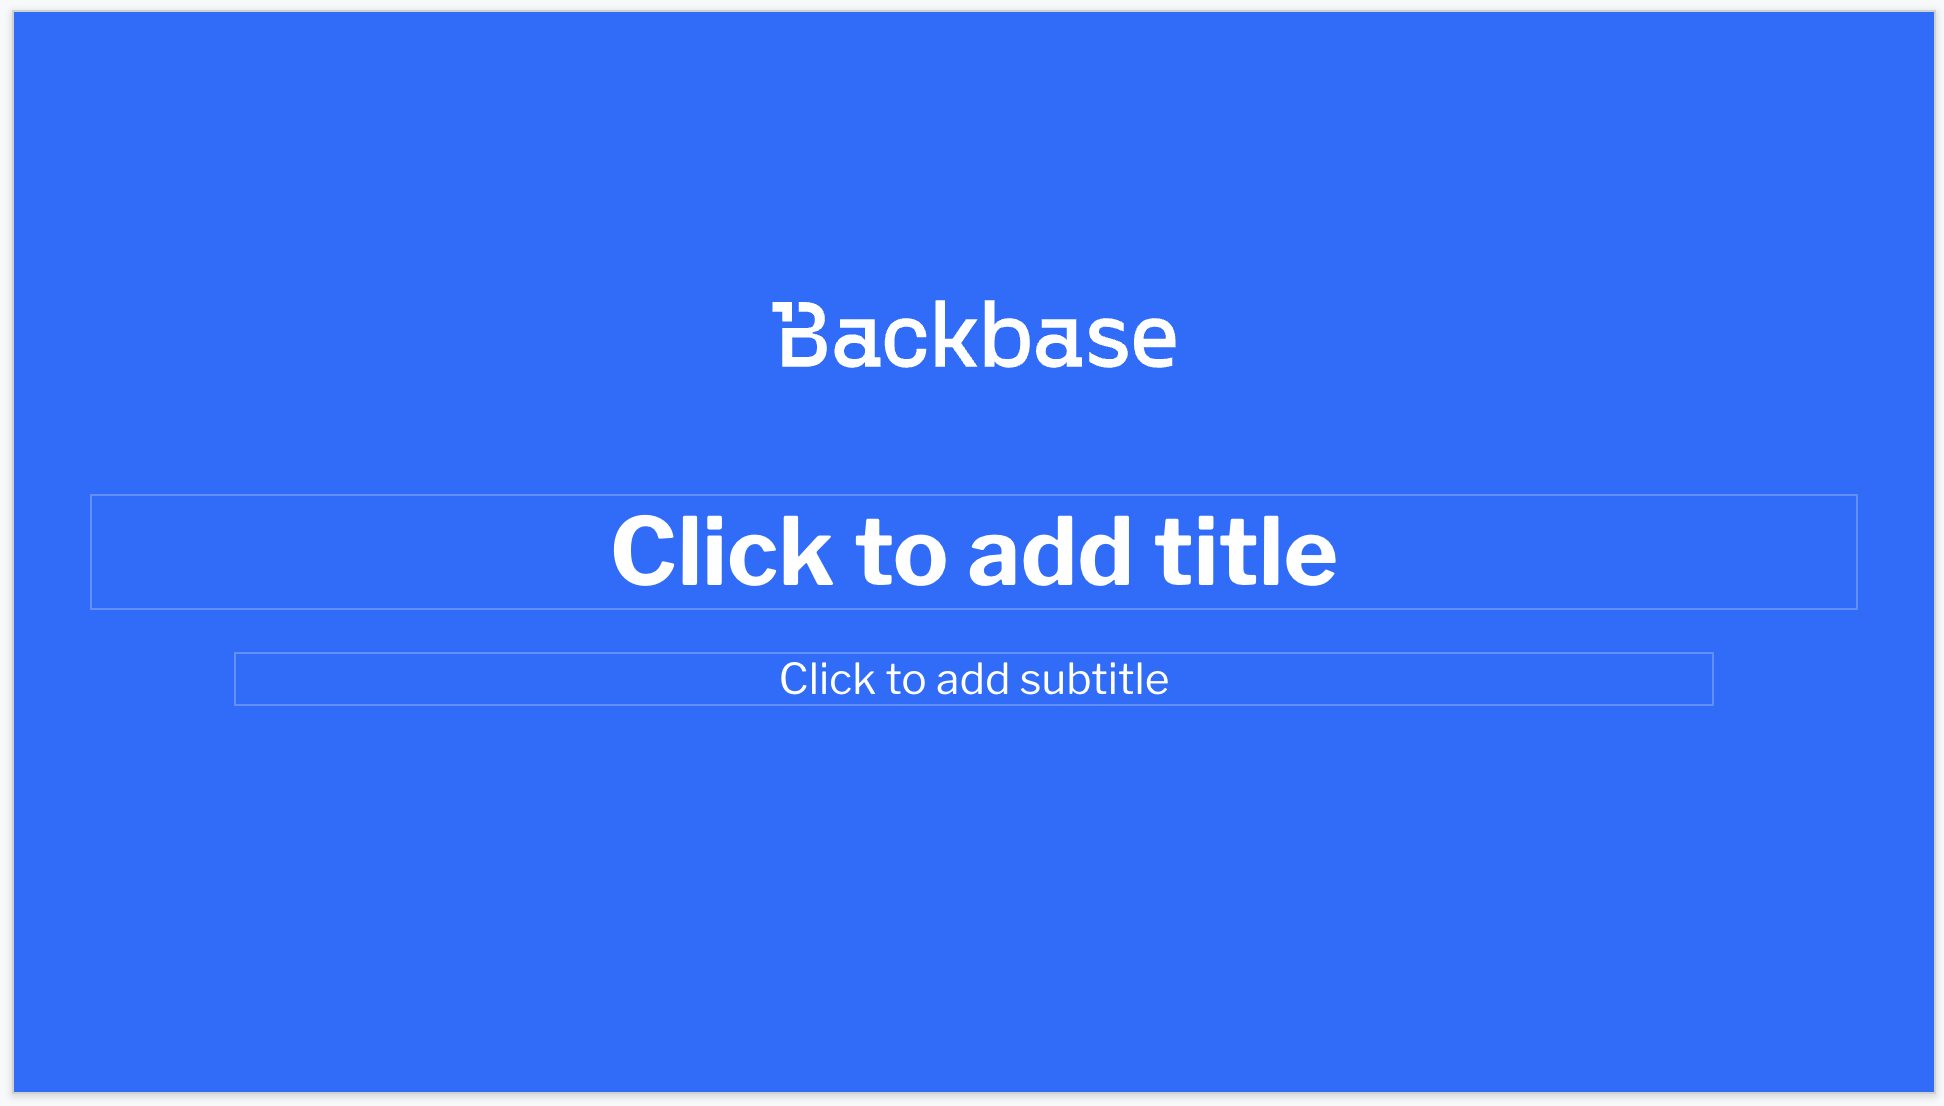 Backbase
Click to add title
Click to add subtitle